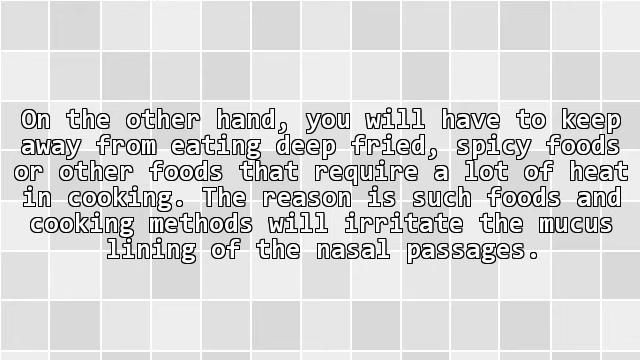 On the other hand, you will have to keep
away from eating deep fried, spicy foods
or other foods that require a lot of heat
in cooking. The reason is such foods and
cooking methods will irritate the mucus
lining of the nasal passages.